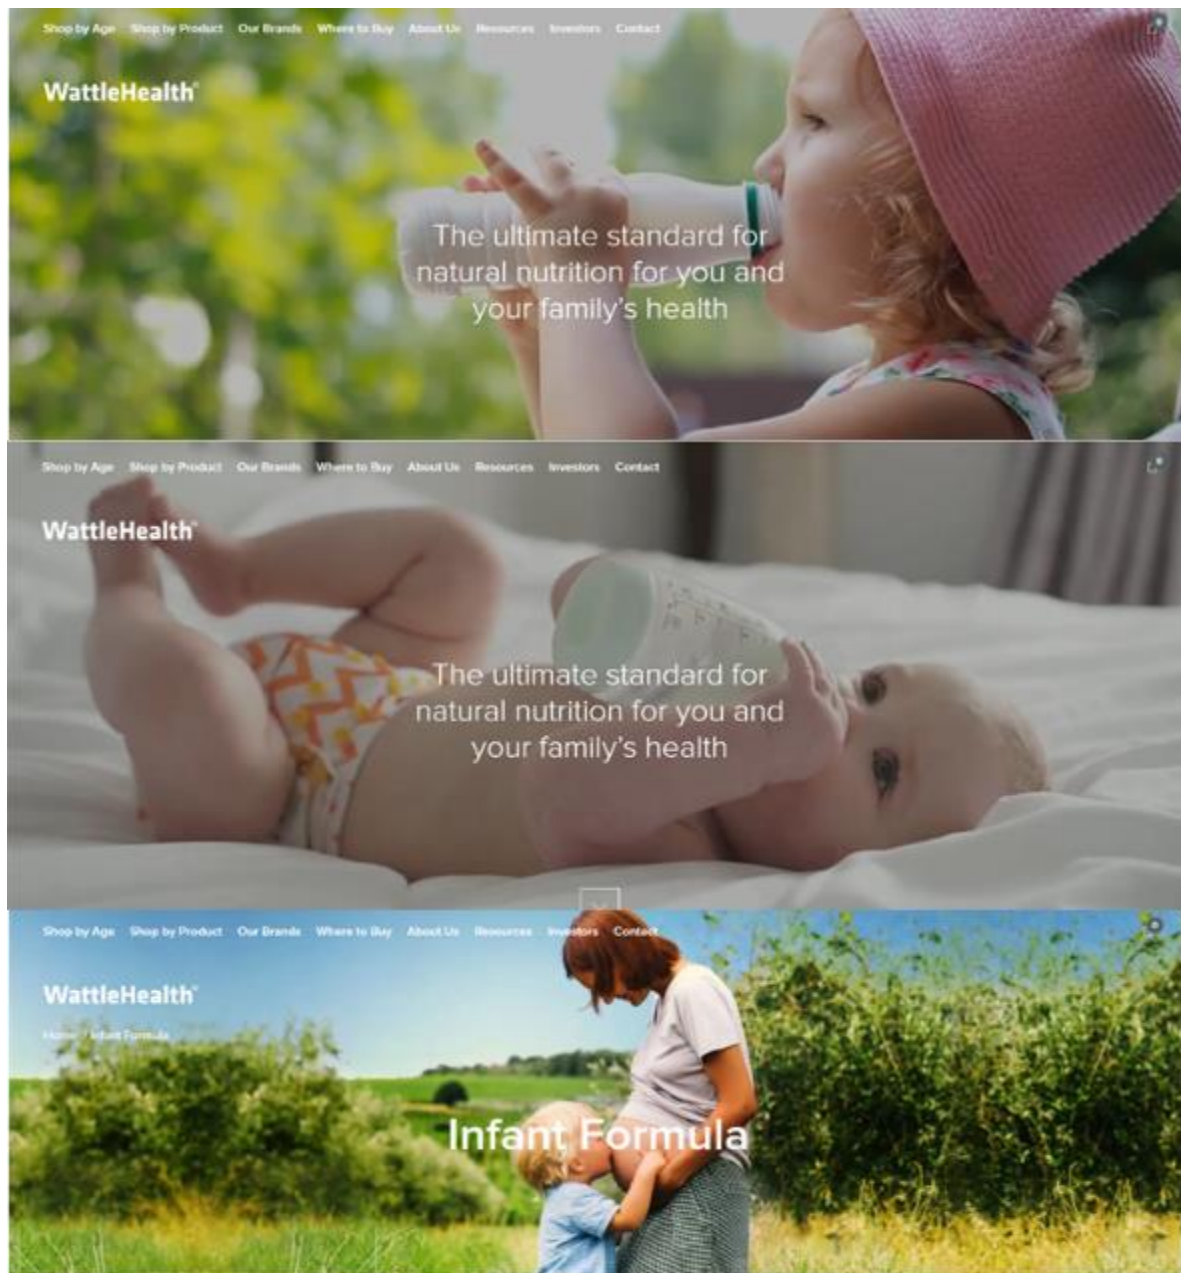 Shop by Age Shop by Product Our Brands Where to Buy About Us Resources Investors Contact
WattleHealth®
The ultimate standard for
natural nutrition for you and
your family's health
Shop by Age Shop by Product Our Brands Where to Buy About Us Resources Investors Contact
WattleHealth®
The ultimate standard for
natural nutrition for you and
your family's health
Shop by Age Shop by Product Our Brands Where to Buy About Us Resources Investors Contact
WattleHealth®
Home / Infant Formula
Infant Formula